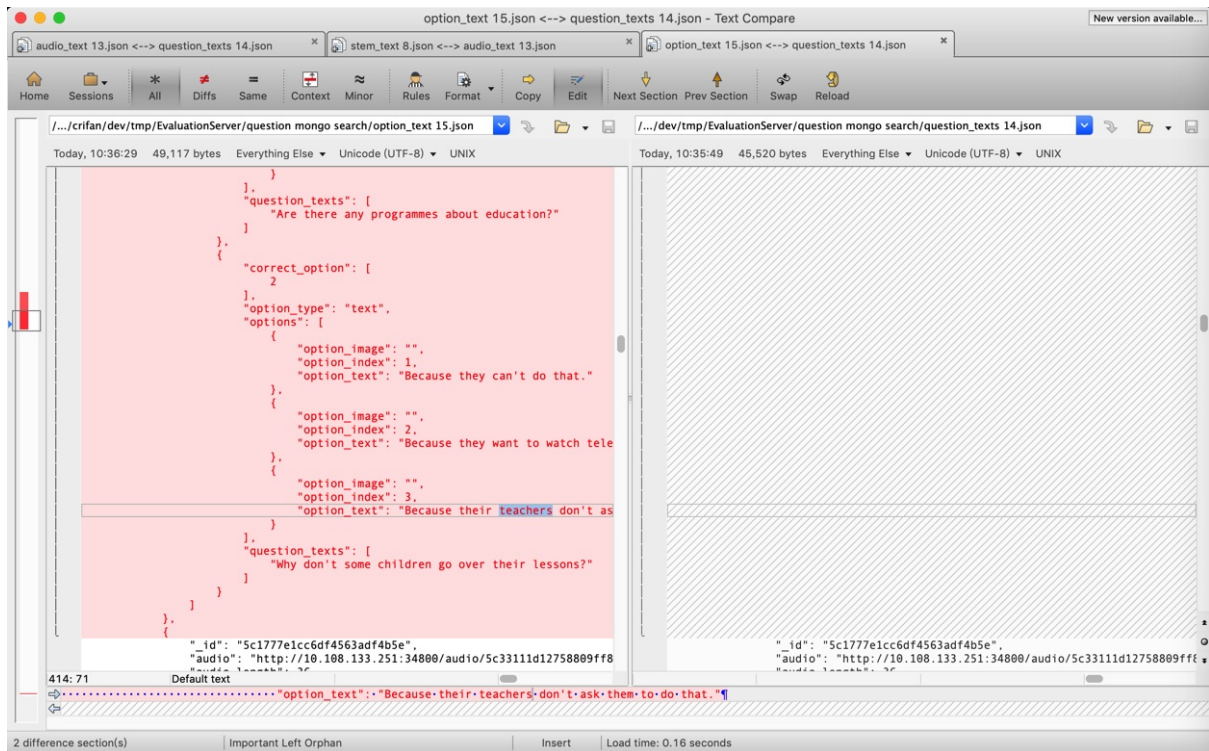 option_text 15.json <--> question_texts 14.json - Text Compare
New version available...
audio_text 13.json <--> question_texts 14.json
stem_text 8.json <--> audio_text 13.json
option_text 15.json <--> question_texts 14.json
Home Sessions All Diffs Same Context Minor Rules Format Copy Edit Next Section Prev Section Swap Reload
/.../crifan/dev/tmp/EvaluationServer/question mongo search/option_text 15.json
/.../dev/tmp/EvaluationServer/question mongo search/question_texts 14.json
Today, 10:36:29 49,117 bytes Everything Else Unicode (UTF-8) UNIX
Today, 10:35:49 45,520 bytes Everything Else Unicode (UTF-8) UNIX
}
],
"question_texts": [
"Are there any programmes about education?"
]
},
{
"correct_option": [
2
],
"option_type": "text",
"options": [
{
"option_image": "",
"option_index": 1,
"option_text": "Because they can't do that."
},
{
"option_image": "",
"option_index": 2,
"option_text": "Because they want to watch tele
},
{
"option_image": "",
"option_index": 3,
"option_text": "Because their teachers don't as
}
],
"question_texts": [
"Why don't some children go over their lessons?"
]
}
]
},
{
"_id": "5c1777e1cc6df4563adf4b5e",
"audio": "http://10.108.133.251:34800/audio/5c33111d12758809ff8
"_id": "5c1777e1cc6df4563adf4b5e",
"audio": "http://10.108.133.251:34800/audio/5c33111d12758809ff8
414: 71 Default text
"option_text":·"Because·their·teachers·don't·ask·them·to·do·that."¶
2 difference section(s) Important Left Orphan Insert Load time: 0.16 seconds